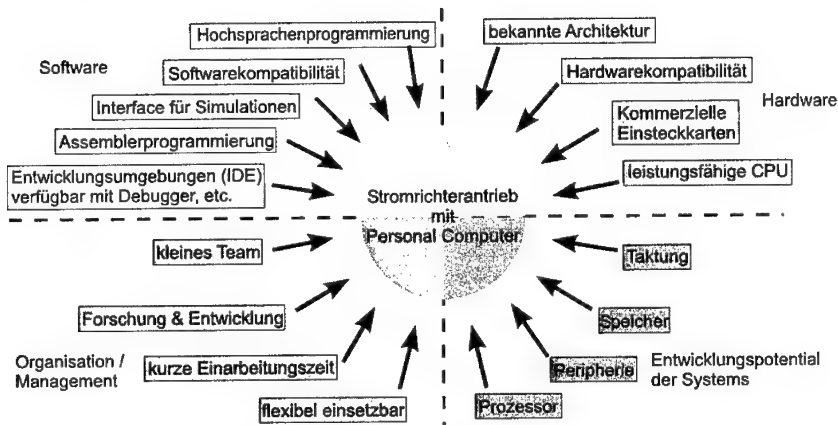 Hochsprachenprogrammierung
bekannte Architektur
Software
Softwarekompatibilität
Hardwarekompatibilität
Hardware
Interface für Simulationen
Kommerzielle
Einsteckkarten
Assemblerprogrammierung
Entwicklungsumgebungen (IDE)
verfügbar mit Debugger, etc.
leistungsfähige CPU
Stromrichterantrieb
mit
Personal Computer
kleines Team
Taktung
Forschung & Entwicklung
Speicher
Organisation /
Management
kurze Einarbeitungszeit
Peripherie
Entwicklungspotential
der Systems
flexibel einsetzbar
Prozessor